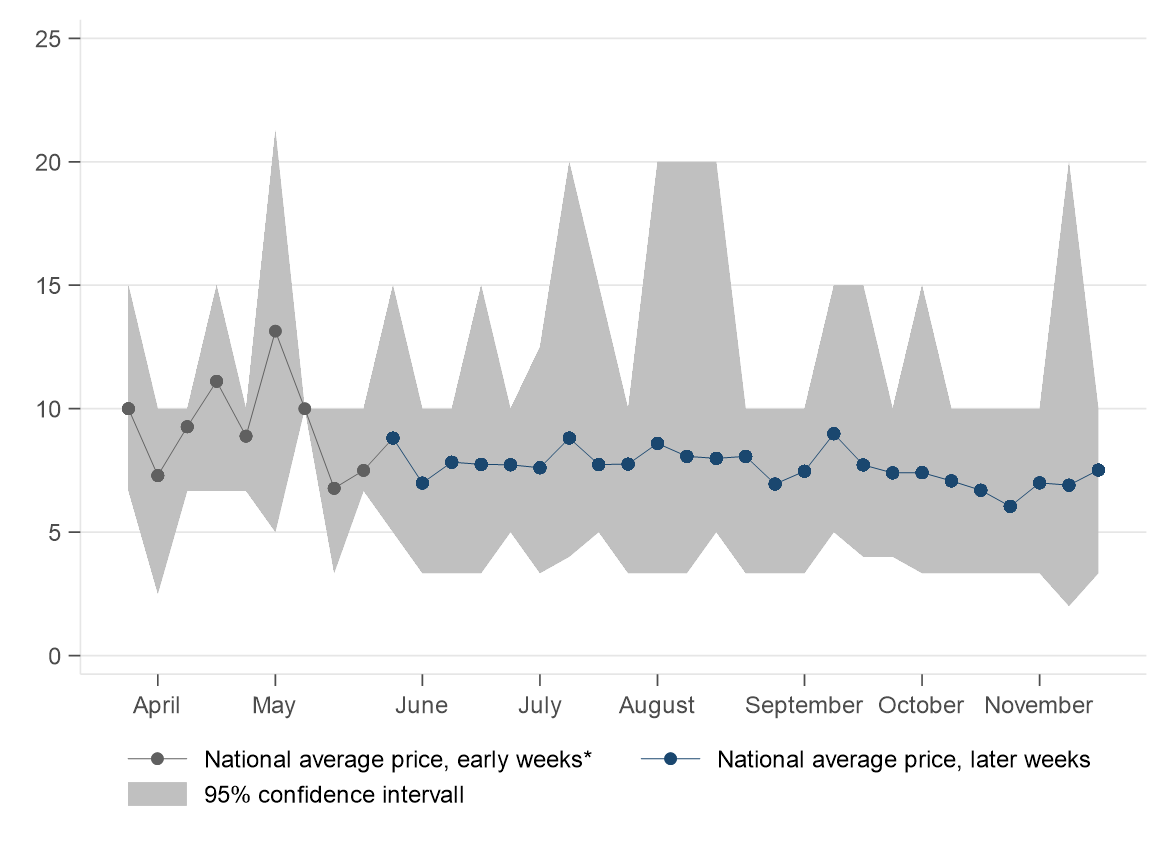 25
20
15
10
5
0
April May June July August September October November
National average price, early weeks* National average price, later weeks
95% confidence intervall